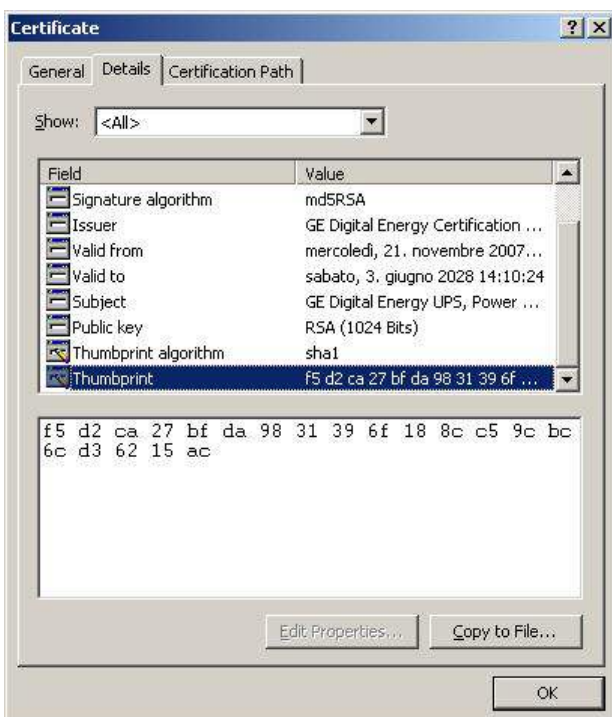 Certificate
General Details Certification Path
Show: <All>
Field Value
Signature algorithm md5RSA
Issuer GE Digital Energy Certification ...
Valid from mercoledì, 21. novembre 2007...
Valid to sabato, 3. giugno 2028 14:10:24
Subject GE Digital Energy UPS, Power ...
Public key RSA (1024 Bits)
Thumbprint algorithm sha1
Thumbprint f5 d2 ca 27 bf da 98 31 39 6f ...
f5 d2 ca 27 bf da 98 31 39 6f 18 8c c5 9c bc
6c d3 62 15 ac
Edit Properties... Copy to File...
OK